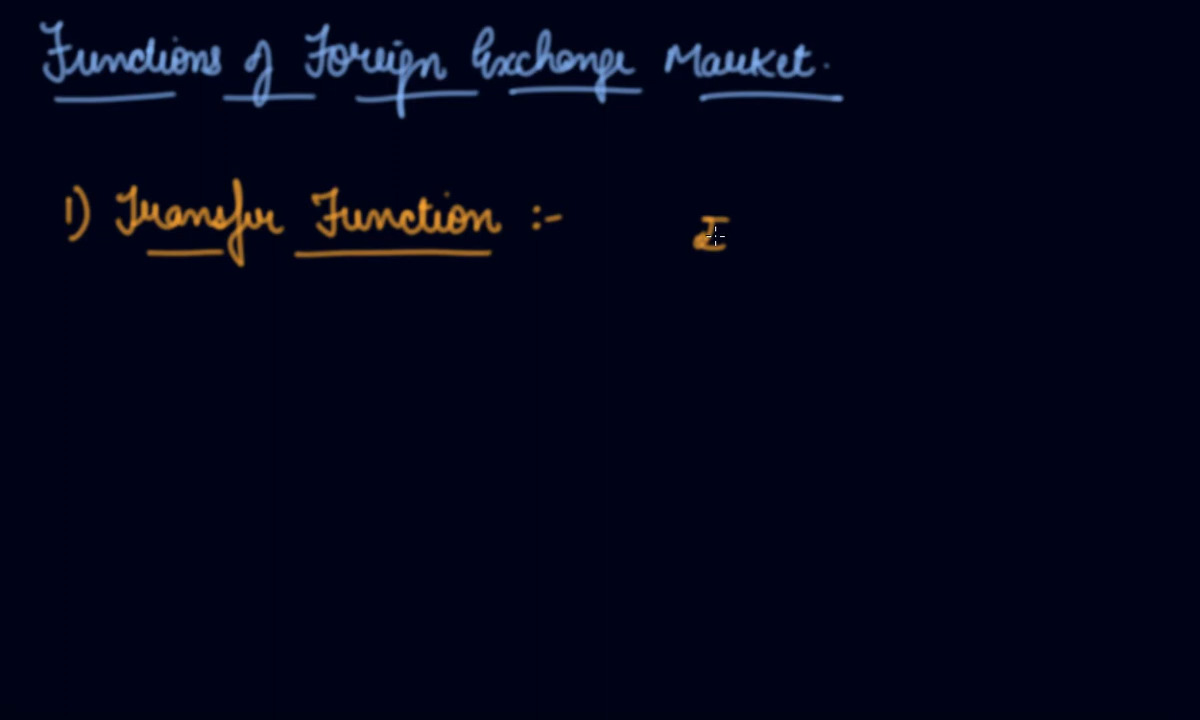 Functions of Foreign Exchange Market.
1) Transfer Function :- I